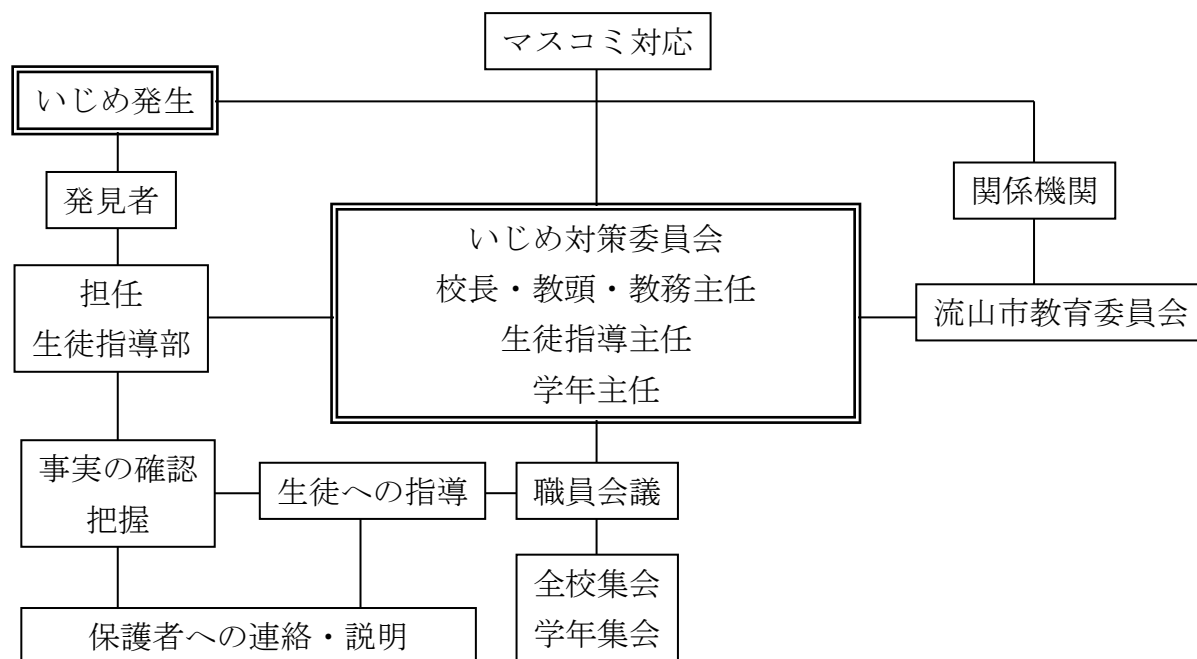 マスコミ対応
いじめ発生
発見者
関係機関
いじめ対策委員会
校長・教頭・教務主任
生徒指導主任
学年主任
担任
生徒指導部
流山市教育委員会
事実の確認
把握
生徒への指導
職員会議
全校集会
学年集会
保護者への連絡・説明